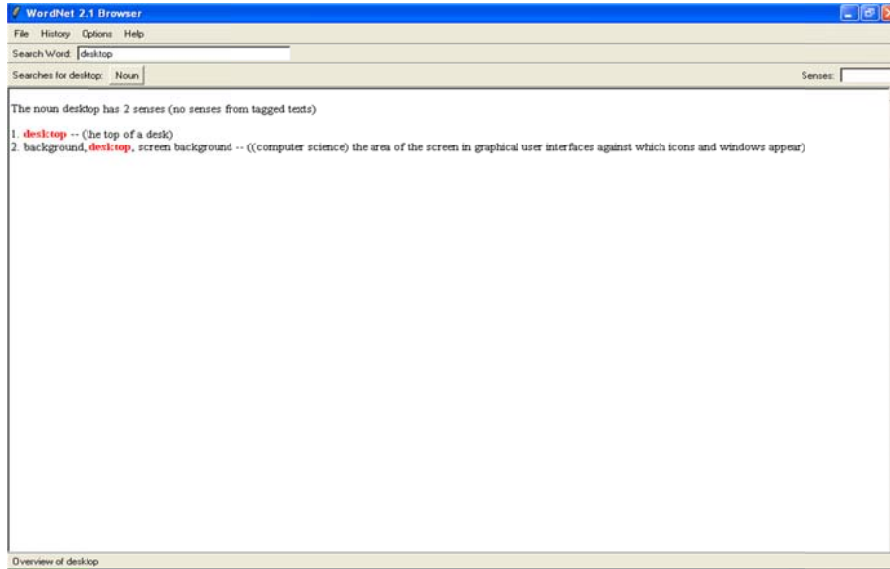 WordNet 2.1 Browser
File History Options Help
Search Word: desktop
Searches for desktop: Noun Senses:
The noun desktop has 2 senses (no senses from tagged texts)
1. desktop -- (the top of a desk)
2. background, desktop, screen background -- ((computer science) the area of the screen in graphical user interfaces against which icons and windows appear)
Overview of desktop